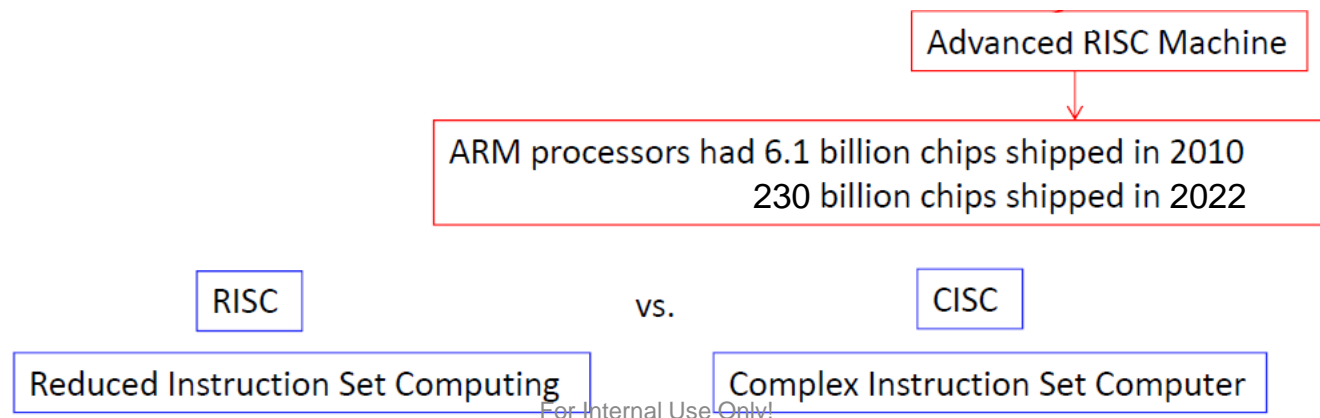 Advanced RISC Machine
ARM processors had 6.1 billion chips shipped in 2010
230 billion chips shipped in 2022
RISC vs. CISC
Reduced Instruction Set Computing Complex Instruction Set Computer
For Internal Use Only!